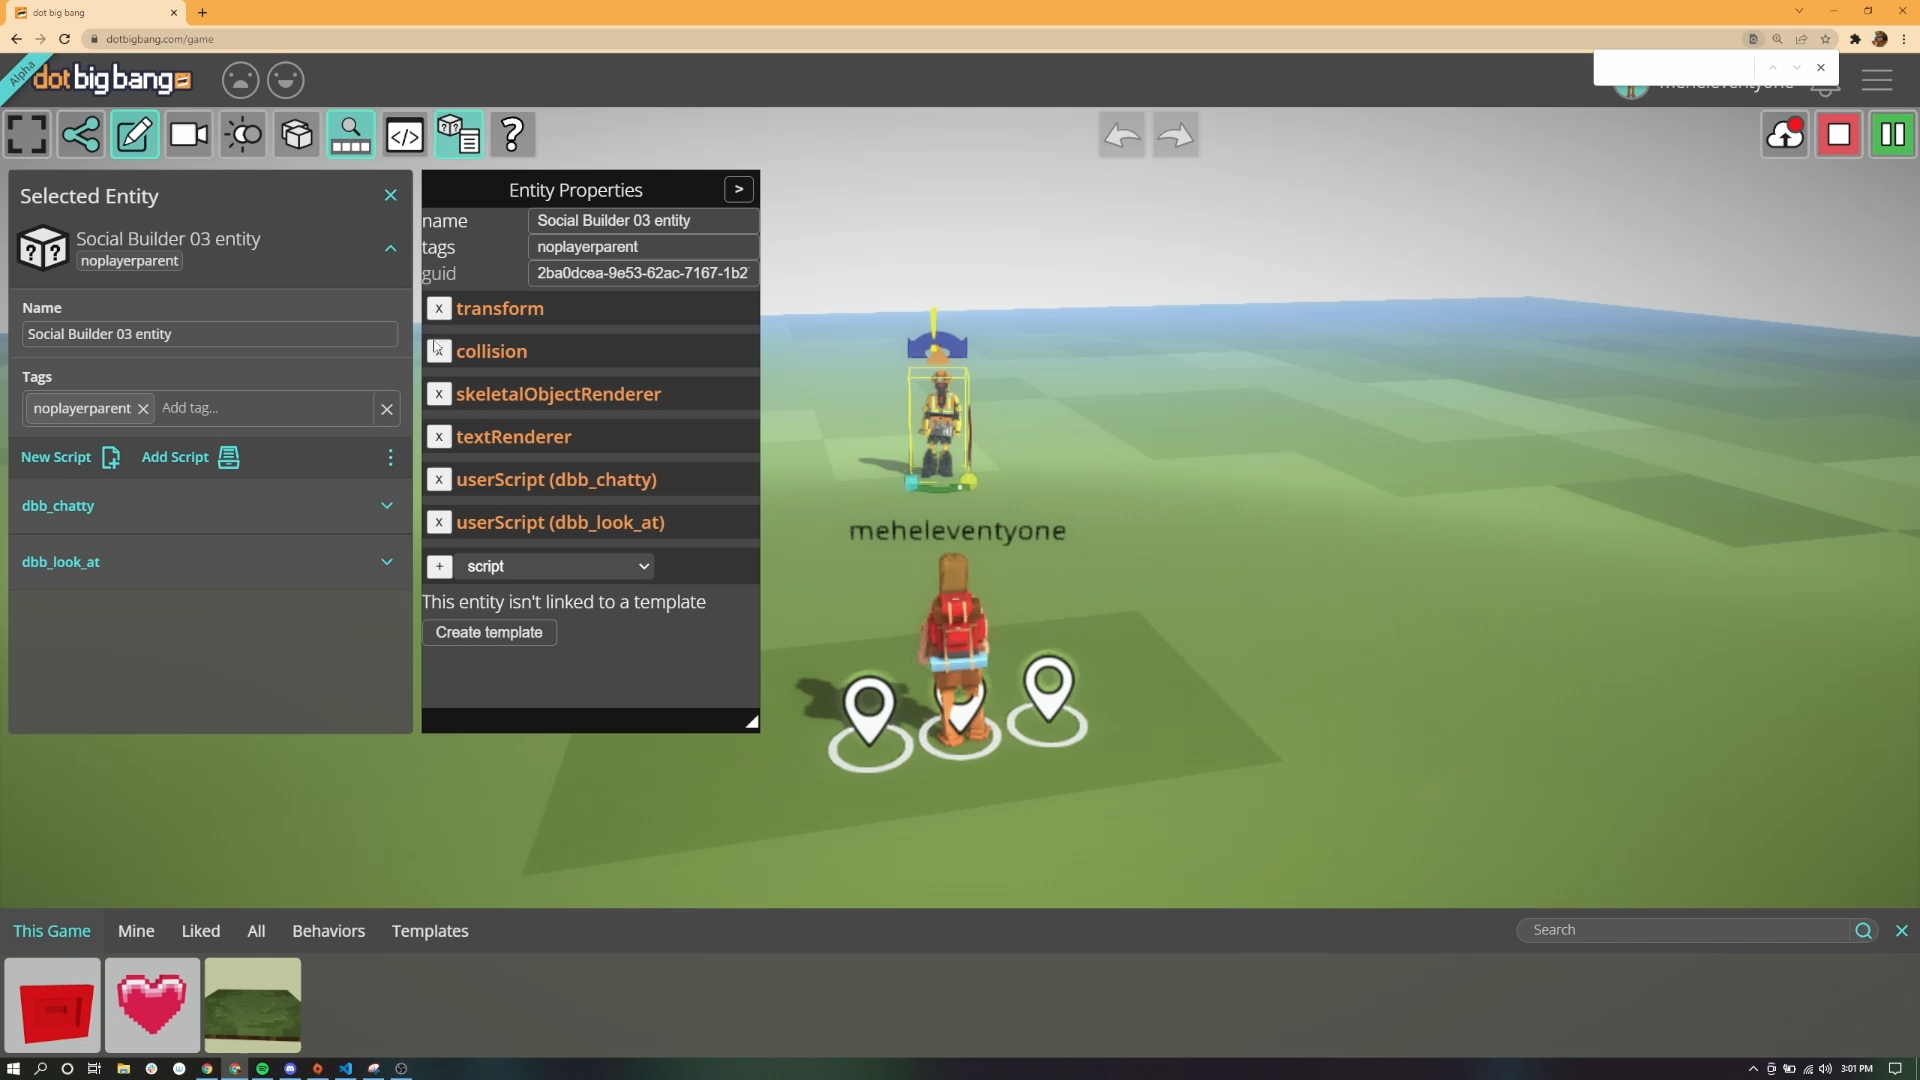 dot big bang
dotbigbang.com/game
Alpha
dotbigbang
meheleventyone
Selected Entity
Social Builder 03 entity
noplayerparent
Name
Social Builder 03 entity
Tags
noplayerparent
Add tag...
New Script
Add Script
dbb_chatty
dbb_look_at
Entity Properties
>
name
Social Builder 03 entity
tags
noplayerparent
guid
2ba0dcea-9e53-62ac-7167-1b2
x transform
collision
x skeletalObjectRenderer
x textRenderer
x userScript (dbb_chatty)
x userScript (dbb_look_at)
+ script
This entity isn't linked to a template
Create template
meheleventyone
This Game
Mine
Liked
All
Behaviors
Templates
Search
3:01 PM